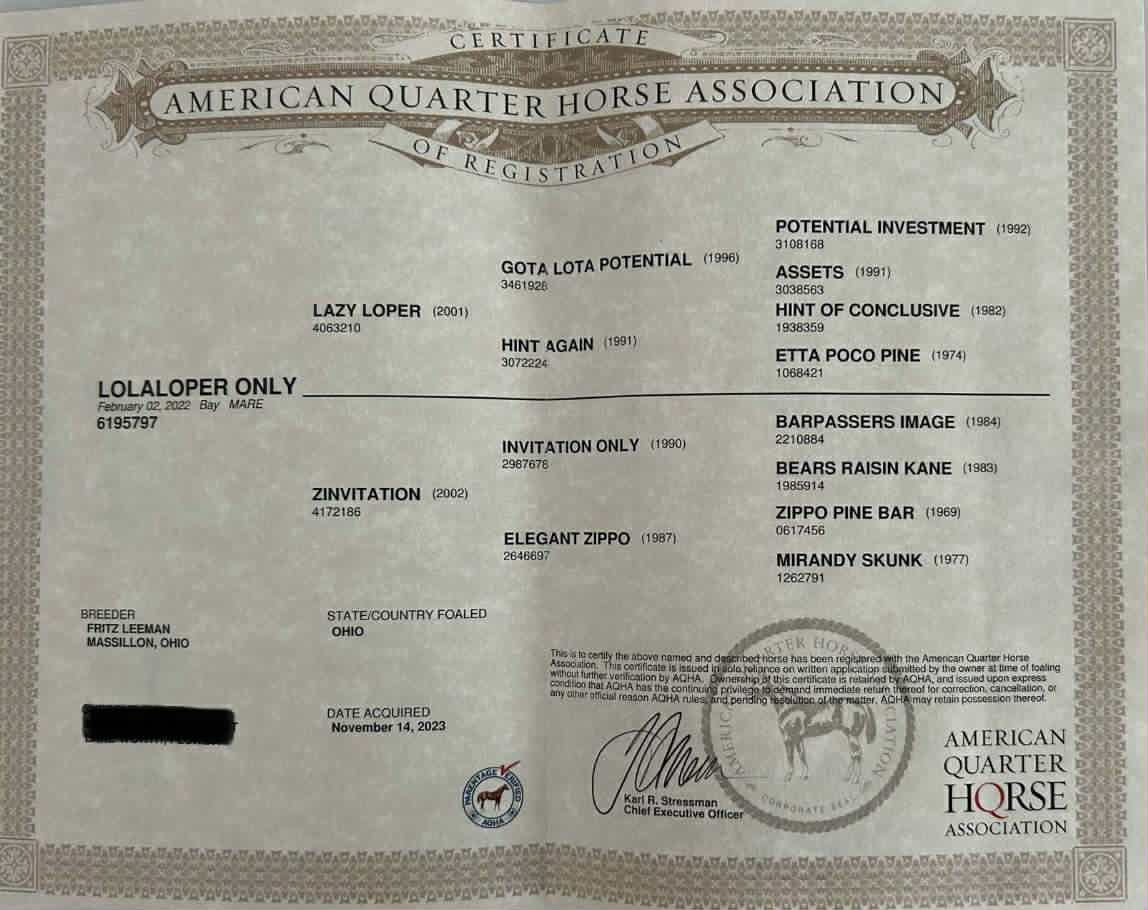 CERTIFICATE
AMERICAN QUARTER HORSE ASSOCIATION
OF REGISTRATION
POTENTIAL INVESTMENT (1992)
3108168
GOTA LOTA POTENTIAL (1996)
3461928
ASSETS (1991)
3038563
LAZY LOPER (2001)
4063210
HINT OF CONCLUSIVE (1982)
1938359
HINT AGAIN (1991)
3072224
ETTA POCO PINE (1974)
1068421
LOLALOPER ONLY
February 02, 2022 Bay MARE
6195797
BARPASSERS IMAGE (1984)
2210884
INVITATION ONLY (1990)
2987678
BEARS RAISIN KANE (1983)
1985914
ZINVITATION (2002)
4172186
ZIPPO PINE BAR (1969)
0617456
ELEGANT ZIPPO (1987)
2646697
MIRANDY SKUNK (1977)
1262791
BREEDER
FRITZ LEEMAN
MASSILLON, OHIO
STATE/COUNTRY FOALED
OHIO
DATE ACQUIRED
November 14, 2023
This is to certify the above named and described horse has been registered with the American Quarter Horse
Association. This certificate is issued in solo reliance on written application submitted by the owner at time of foaling
without further verification by AQHA. Ownership of this certificate is retained by AQHA, and issued upon express
condition that AQHA has the continuing privilege to demand immediate return thereof for correction, cancellation, or
any other official reason AQHA rules, and pending resolution of the matter, AQHA may retain possession thereof.
PARENTAGE VERIFIED
AQHA
Karl R. Stressman
Chief Executive Officer
AMERICAN QUARTER HORSE ASSOCIATION
CORPORATE SEAL
AMERICAN
QUARTER
HORSE
ASSOCIATION